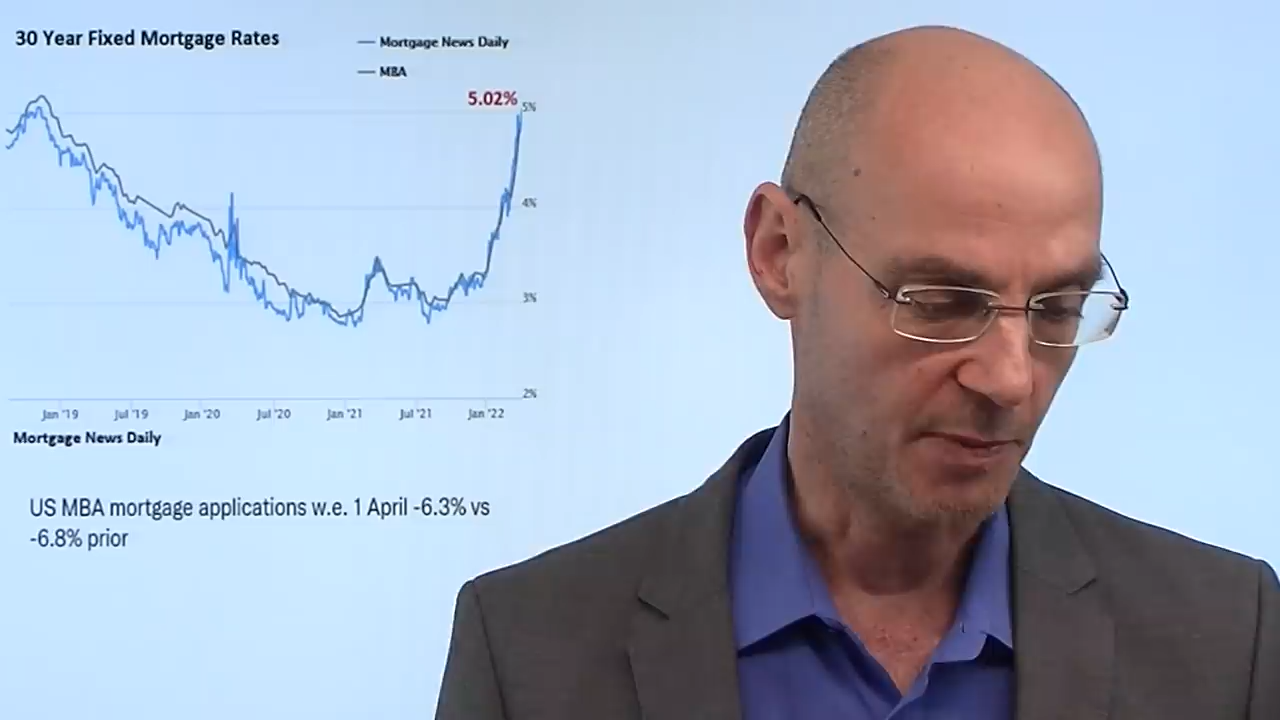 30 Year Fixed Mortgage Rates
Mortgage News Daily
MBA
5.02%
5%
4%
3%
2%
Jan '19
Jul '19
Jan '20
Jul '20
Jan '21
Jul '21
Jan '22
Mortgage News Daily
US MBA mortgage applications w.e. 1 April -6.3% vs
-6.8% prior